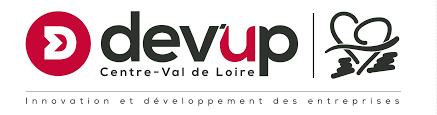 dev'up
Centre-Val de Loire
Innovation et développement des entreprises